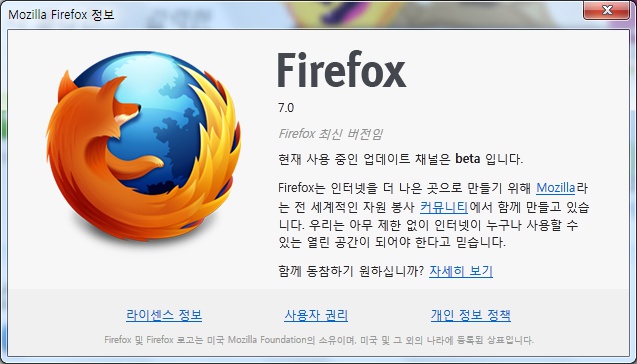 Mozilla Firefox 정보
Firefox
7.0
Firefox 최신 버전임
현재 사용 중인 업데이트 채널은 beta 입니다.
Firefox는 인터넷을 더 나은 곳으로 만들기 위해 Mozilla라
는 전 세계적인 자원 봉사 커뮤니티에서 함께 만들고 있습
니다. 우리는 아무 제한 없이 인터넷이 누구나 사용할 수
있는 열린 공간이 되어야 한다고 믿습니다.
함께 동참하기 원하십니까? 자세히 보기
라이센스 정보 사용자 권리 개인 정보 정책
Firefox 및 Firefox 로고는 미국 Mozilla Foundation의 소유이며, 미국 및 그 외의 나라에 등록된 상표입니다.